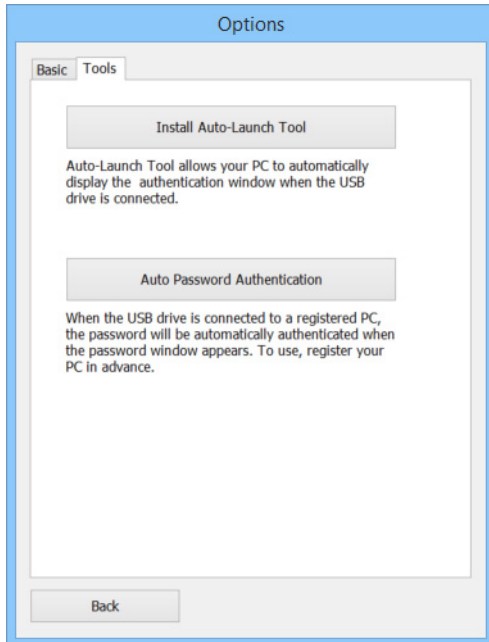 Options
Basic Tools
Install Auto-Launch Tool
Auto-Launch Tool allows your PC to automatically
display the authentication window when the USB
drive is connected.
Auto Password Authentication
When the USB drive is connected to a registered PC,
the password will be automatically authenticated when
the password window appears. To use, register your
PC in advance.
Back